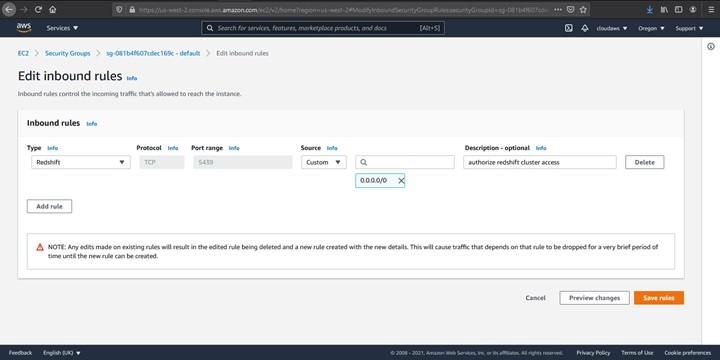 https://us-west-2.console.aws.amazon.com/ec2/v2/home?region=us-west-2#ModifyInboundSecurityGroupRules:securityGroupId=sg-081b4f607cdec
aws Services Search for services, features, marketplace products, and docs [Alt+S] cloudaws Oregon Support
EC2 > Security Groups > sg-081b4f607cdec169c - default > Edit inbound rules
Edit inbound rules Info
Inbound rules control the incoming traffic that's allowed to reach the instance.
Inbound rules Info
Type Info Protocol Info Port range Info Source Info Description - optional Info
Redshift TCP 5439 Custom authorize redshift cluster access Delete
0.0.0.0/0 X
Add rule
NOTE: Any edits made on existing rules will result in the edited rule being deleted and a new rule created with the new details. This will cause traffic that depends on that rule to be dropped for a very brief period of
time until the new rule can be created.
Cancel Preview changes Save rules
Feedback English (UK) © 2008 - 2021, Amazon Web Services, Inc. or its affiliates. All rights reserved. Privacy Policy Terms of Use Cookie preferences